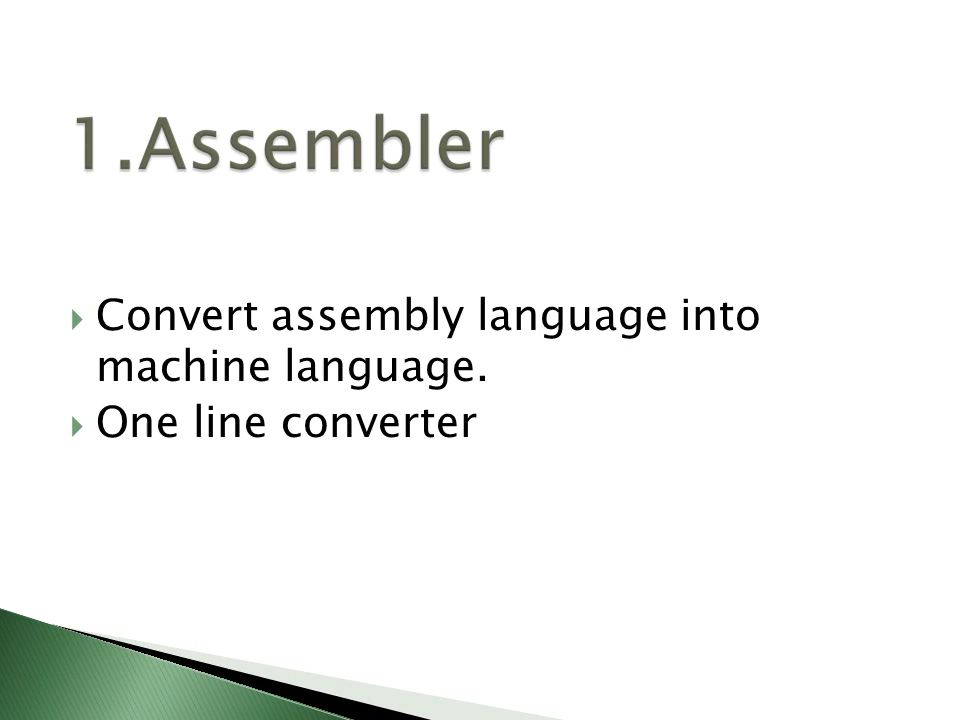 1.Assembler
Convert assembly language into
machine language.
One line converter